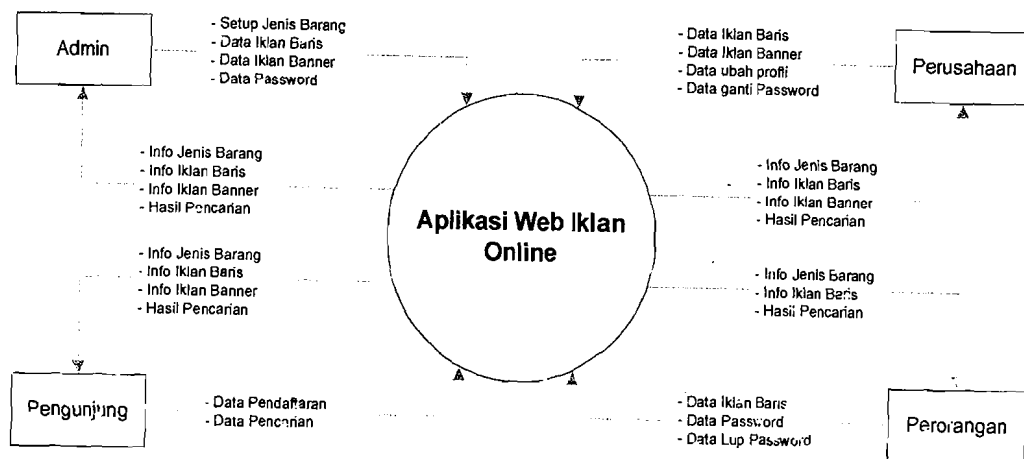 Admin
- Setup Jenis Barang
- Data Iklan Baris
- Data Iklan Banner
- Data Password
- Data Iklan Baris
- Data Iklan Banner
- Data ubah profil
- Data ganti Password
Perusahaan
- Info Jenis Barang
- Info Iklan Baris
- Info Iklan Banner
- Hasil Pencarian
- Info Jenis Barang
- Info Iklan Baris
- Info Iklan Banner
- Hasil Pencarian
Aplikasi Web Iklan
Online
- Info Jenis Barang
- Info Iklan Baris
- Info Iklan Banner
- Hasil Pencarian
- Info Jenis Barang
- Info Iklan Baris
- Hasil Pencarian
Pengunjung
- Data Pendaftaran
- Data Pencarian
- Data Iklan Baris
- Data Password
- Data Lup Password
Perorangan